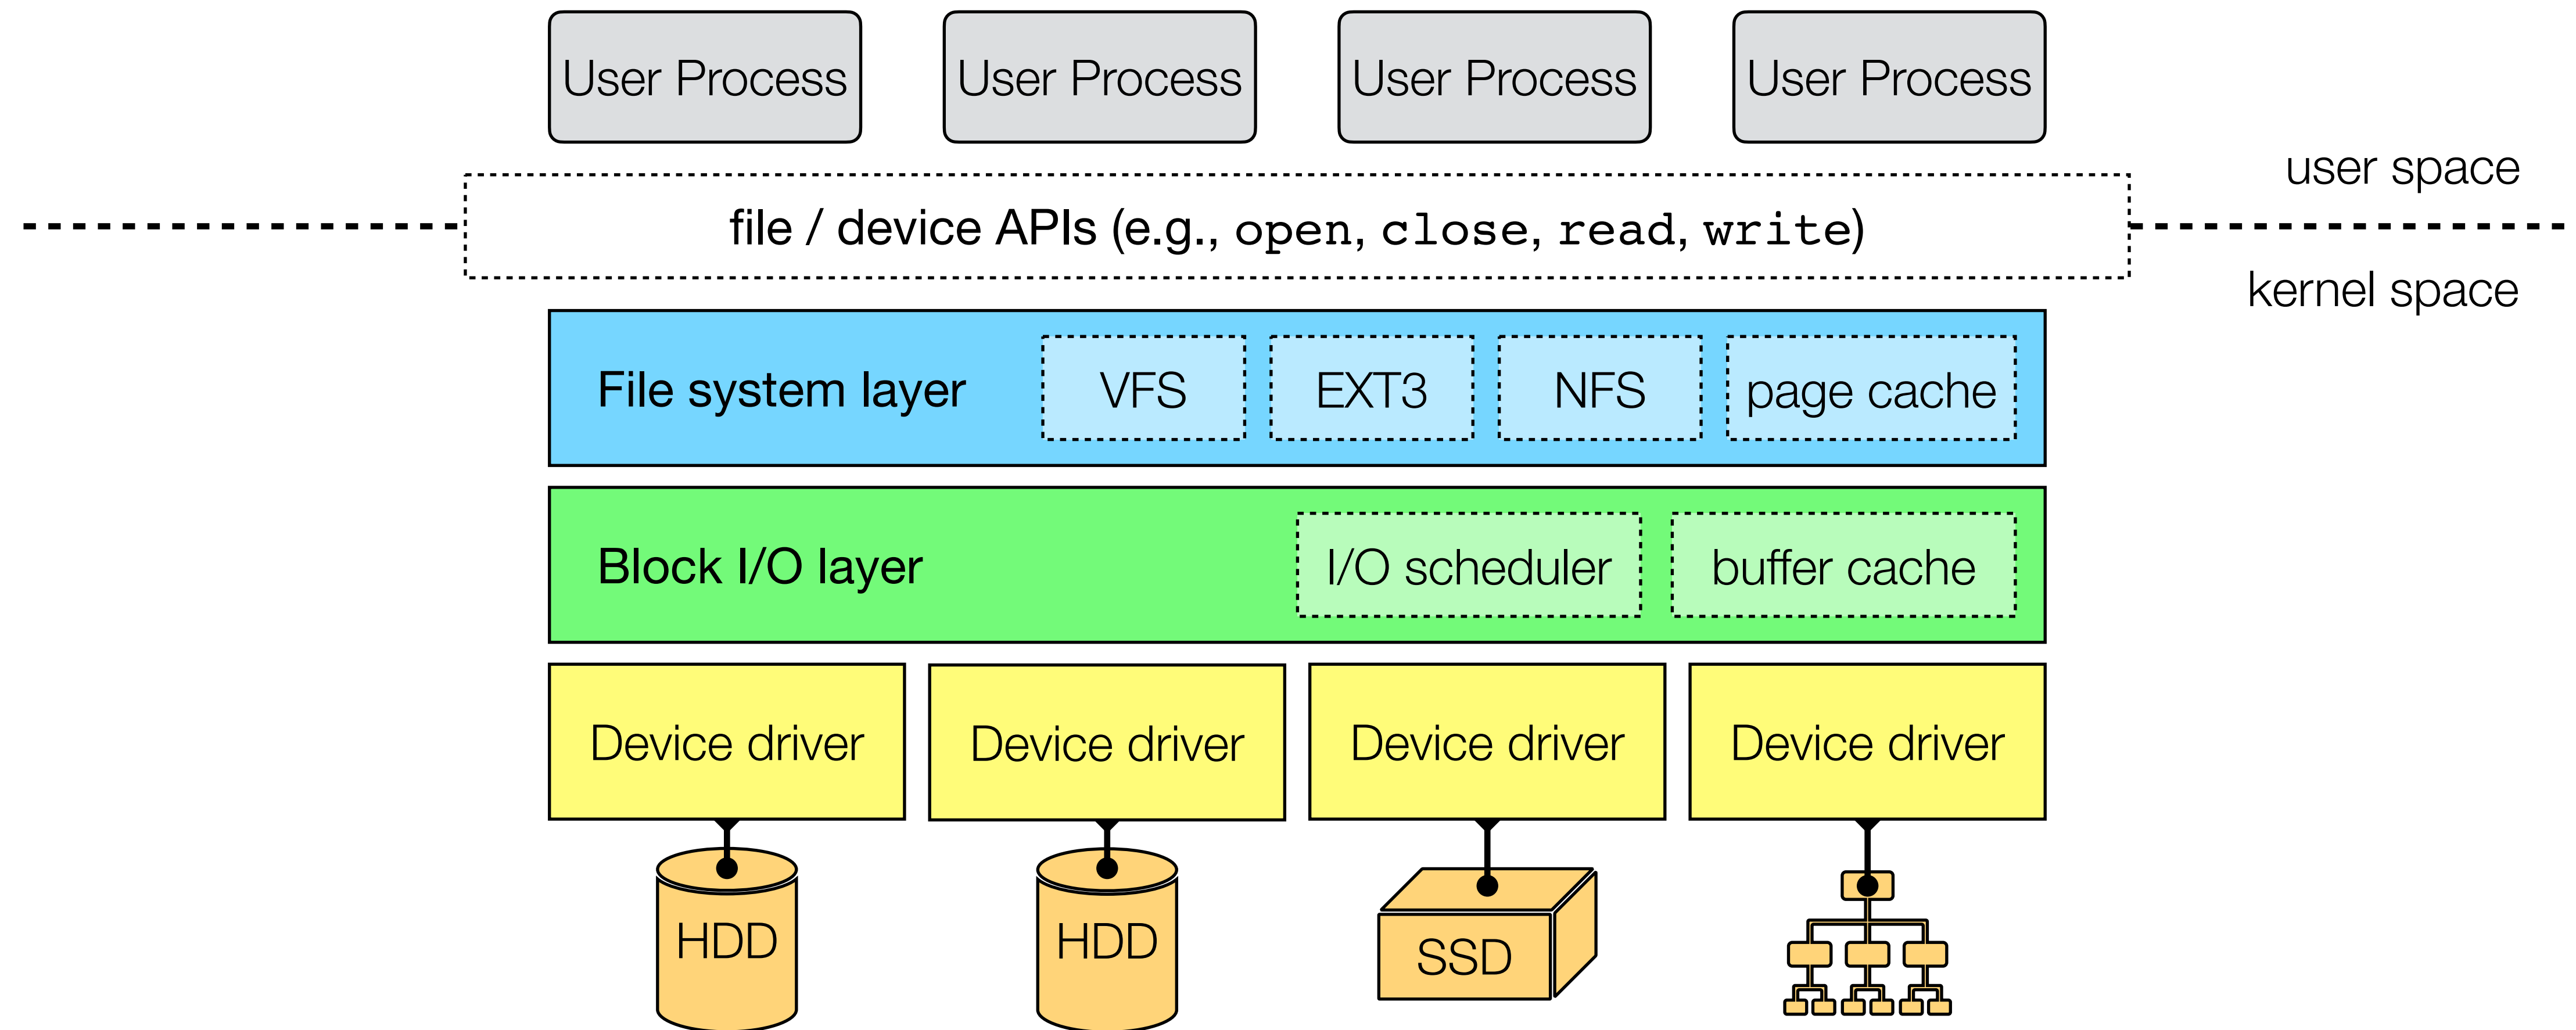 User Process
User Process
User Process
User Process
user space
file / device APIs (e.g., open, close, read, write)
kernel space
File system layer
VFS
EXT3
NFS
page cache
Block I/O layer
I/O scheduler
buffer cache
Device driver
Device driver
Device driver
Device driver
HDD
HDD
SSD